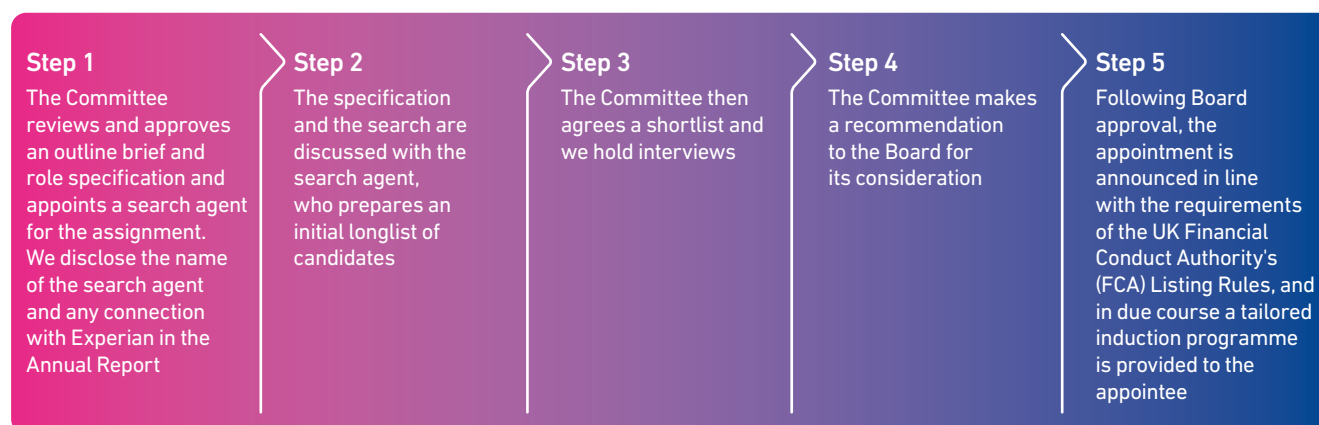 Step 1
The Committee
reviews and approves
an outline brief and
role specification and
appoints a search agent
for the assignment.
We disclose the name
of the search agent
and any connection
with Experian in the
Annual Report
Step 2
The specification
and the search are
discussed with the
search agent,
who prepares an
initial longlist of
candidates
Step 3
The Committee then
agrees a shortlist and
we hold interviews
Step 4
The Committee makes
a recommendation
to the Board for
its consideration
Step 5
Following Board
approval, the
appointment is
announced in line
with the requirements
of the UK Financial
Conduct Authority's
(FCA) Listing Rules, and
in due course a tailored
induction programme
is provided to the
appointee